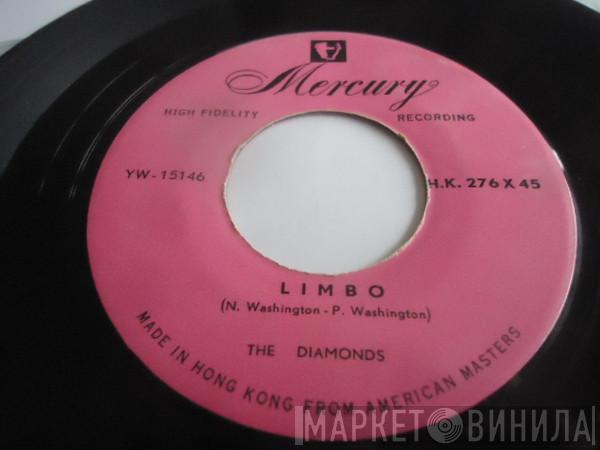 Mercury
HIGH FIDELITY RECORDING
YW-15146
H.K. 276 X 45
LIMBO
(N. Washington - P. Washington)
THE DIAMONDS
MADE IN HONG KONG FROM AMERICAN MASTERS
МАРКЕТ ВИНИЛА